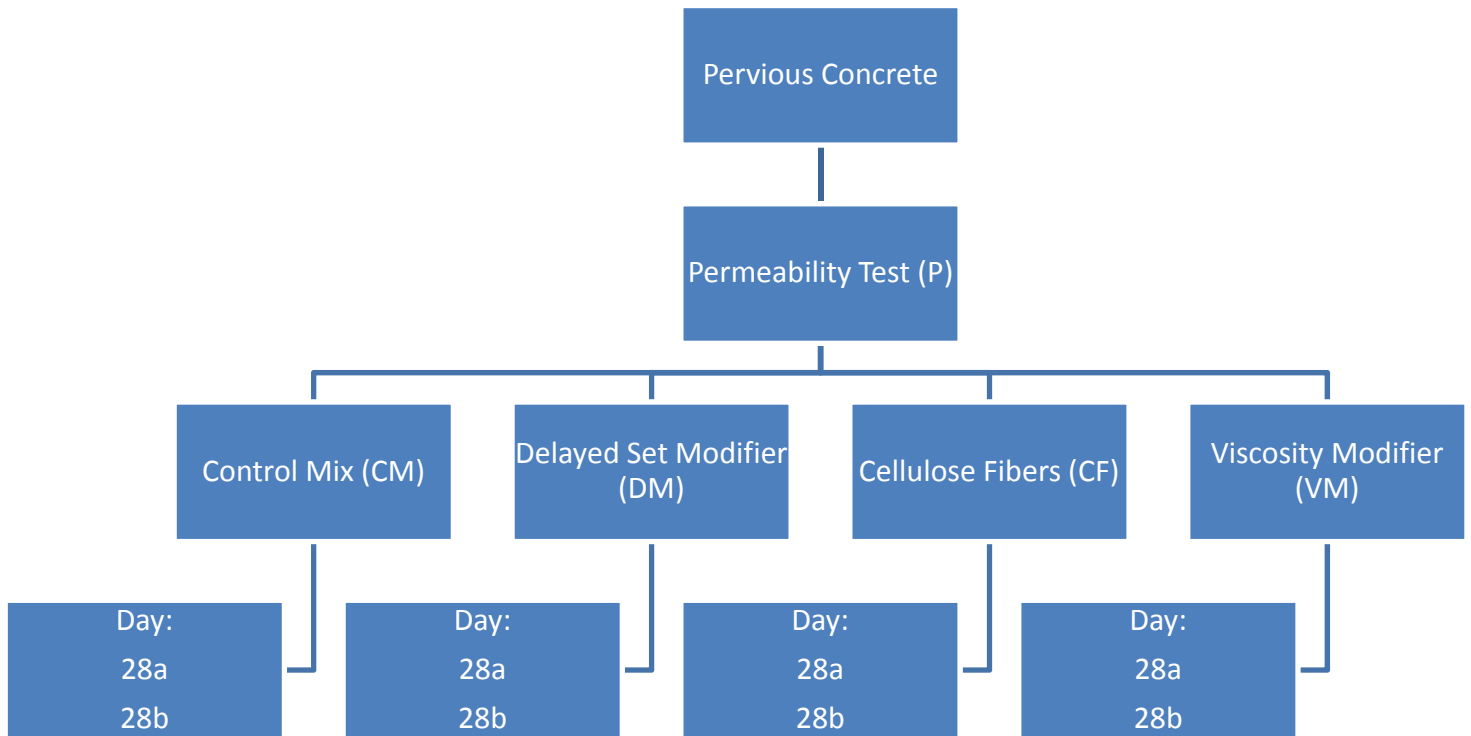 Pervious Concrete
Permeability Test (P)
Control Mix (CM)
Delayed Set Modifier
(DM)
Cellulose Fibers (CF)
Viscosity Modifier
(VM)
Day:
28a
28b
Day:
28a
28b
Day:
28a
28b
Day:
28a
28b